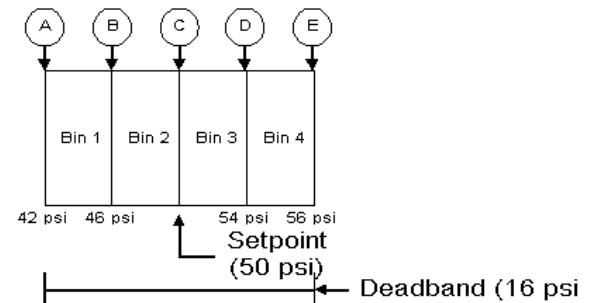 A B C D E
Bin 1 Bin 2 Bin 3 Bin 4
42 psi 46 psi 54 psi 56 psi
Setpoint
(50 psi)
Deadband (16 psi